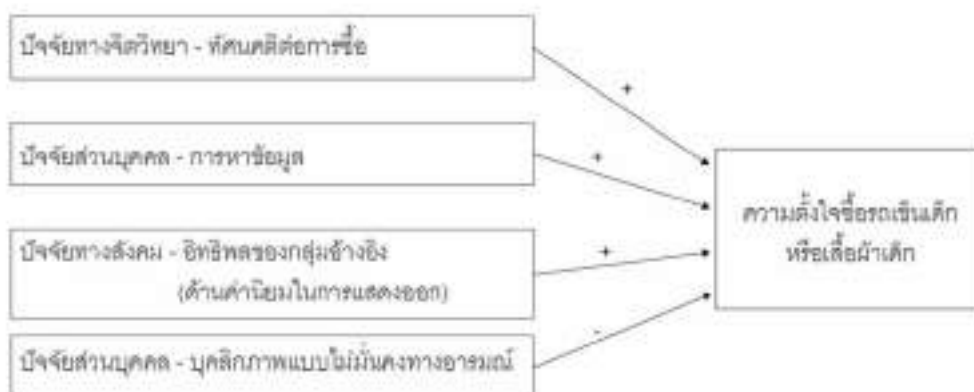 ปัจจัยทางจิตวิทยา - ทัศนคติต่อการซื้อ
+
ปัจจัยส่วนบุคคล - การหาข้อมูล
+
ความตั้งใจซื้อรถเข็นเด็ก
หรือเสื้อผ้าเด็ก
ปัจจัยทางสังคม - อิทธิพลของกลุ่มอ้างอิง
(ด้านค่านิยมในการแสดงออก)
+
ปัจจัยส่วนบุคคล - บุคลิกภาพแบบไม่มั่นคงทางอารมณ์
-